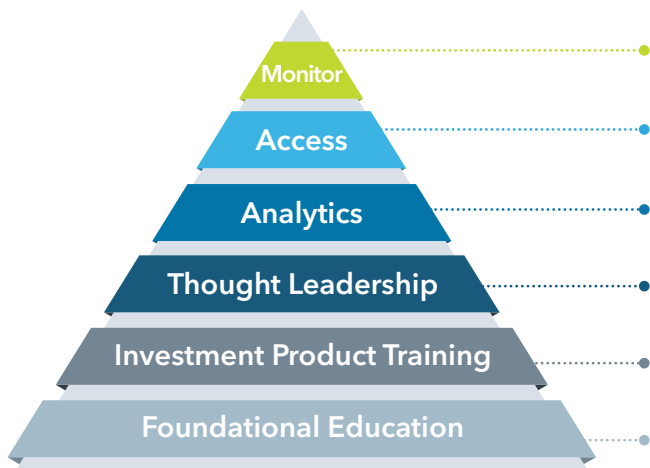 Monitor
Access
Analytics
Thought Leadership
Investment Product Training
Foundational Education